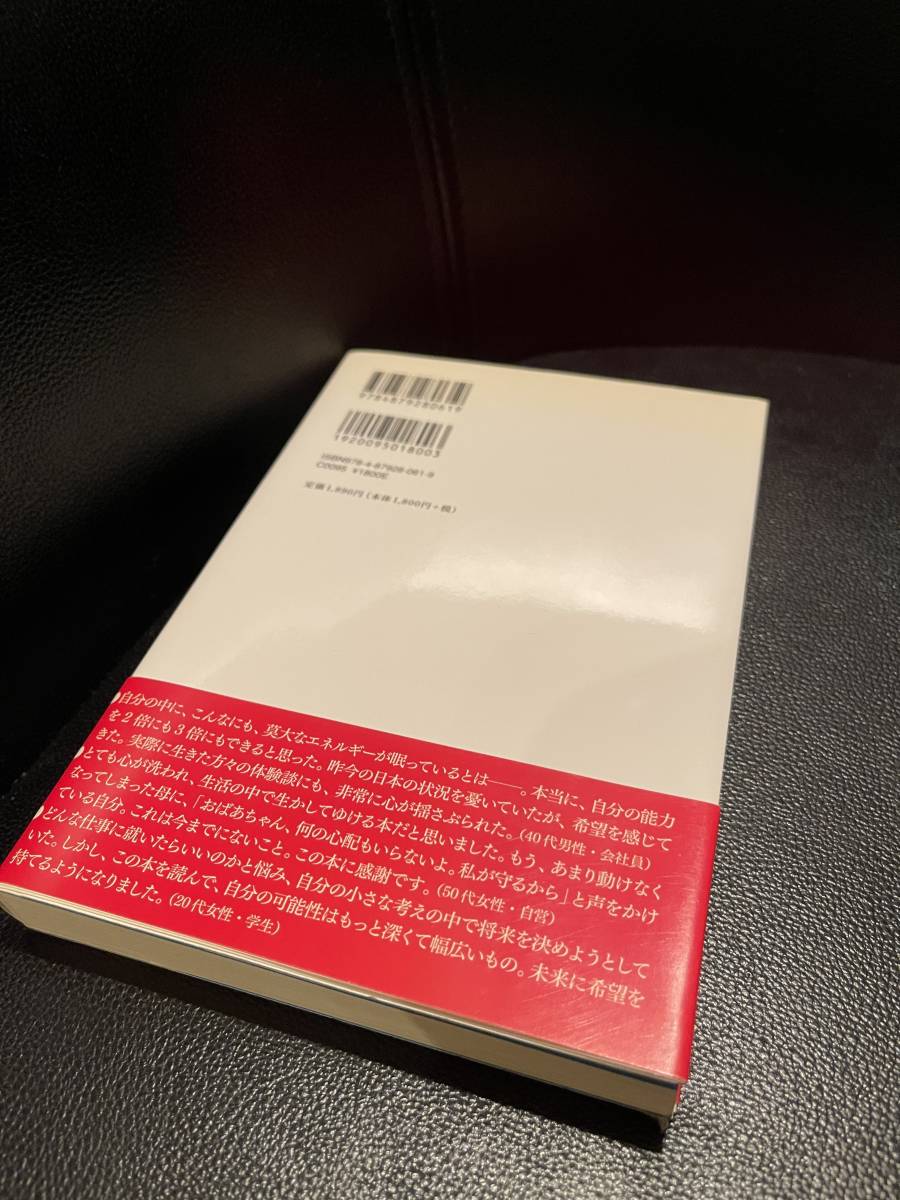 9784879280619
1920095018003
ISBN978-4-87928-061-9
C0095 ¥1800E
定価1,890円(本体1,800円+税)
●自分の中に、こんなにも、莫大なエネルギーが眠っているとは――。本当に、自分の能力
を2倍にも3倍にもできると思った。昨今の日本の状況を憂いていたが、希望を感じて
きた。実際に生きた方々の体験談にも、非常に心が揺さぶられた。(40代男性・会社員)
●とても心が洗われ、生活の中で生かしてゆける本だと思いました。もう、あまり動けなく
なってしまった母に、「おばあちゃん、何の心配もいらないよ。私が守るから」と声をかけ
ている自分。これは今までにないこと。この本に感謝です。(50代女性・自営)
●どんな仕事に就いたらいいのかと悩み、自分の小さな考えの中で将来を決めようとして
いた。しかし、この本を読んで、自分の可能性はもっと深くて幅広いもの。未来に希望を
持てるようになりました。(20代女性・学生)